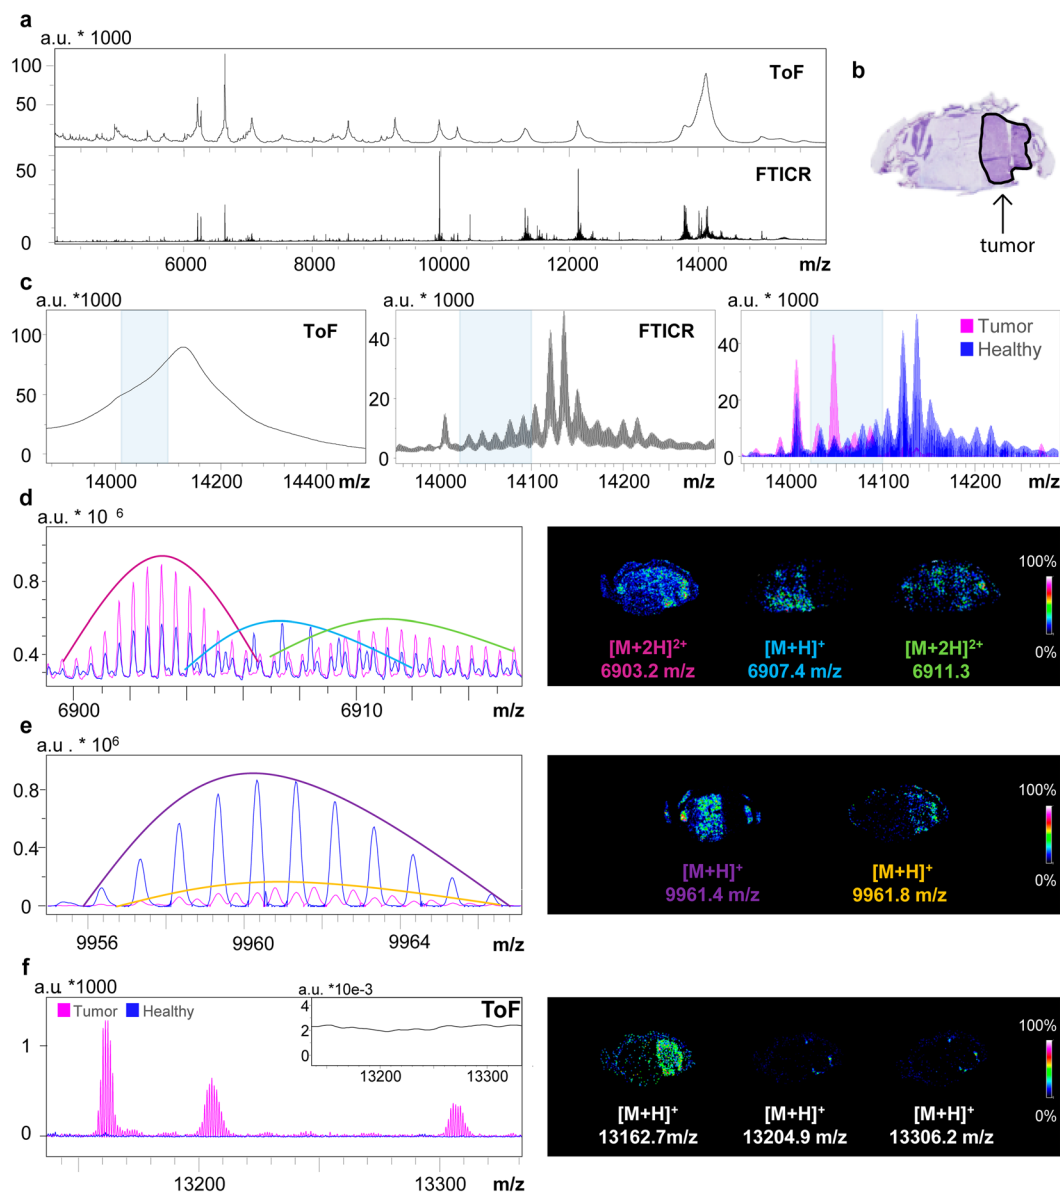 a
a.u. * 1000
100
50
ToF
50
0
FTICR
6000 8000 10000 12000 14000 m/z
b
tumor
c
a.u. *1000
100
50
0
ToF
14000 14200 14400 m/z
a.u. * 1000
40
20
0
FTICR
14000 14100 14200 m/z
a.u. * 1000
40
20
0
Tumor
Healthy
14000 14100 14200 m/z
d
a.u. * 10 6
0.8
0.4
6900 6910 m/z
[M+2H]2+
6903.2 m/z
[M+H]+
6907.4 m/z
[M+2H]2+
6911.3
100%
0%
e
a.u . * 106
0.8
0.4
0
9956 9960 9964 m/z
[M+H]+
9961.4 m/z
[M+H]+
9961.8 m/z
100%
0%
f
a.u *1000
1
0
Tumor Healthy
a.u. *10e-3
4
2
0
ToF
13200 13300
13200 13300 m/z
[M+H]+
13162.7m/z
[M+H]+
13204.9 m/z
[M+H]+
13306.2 m/z
100%
0%